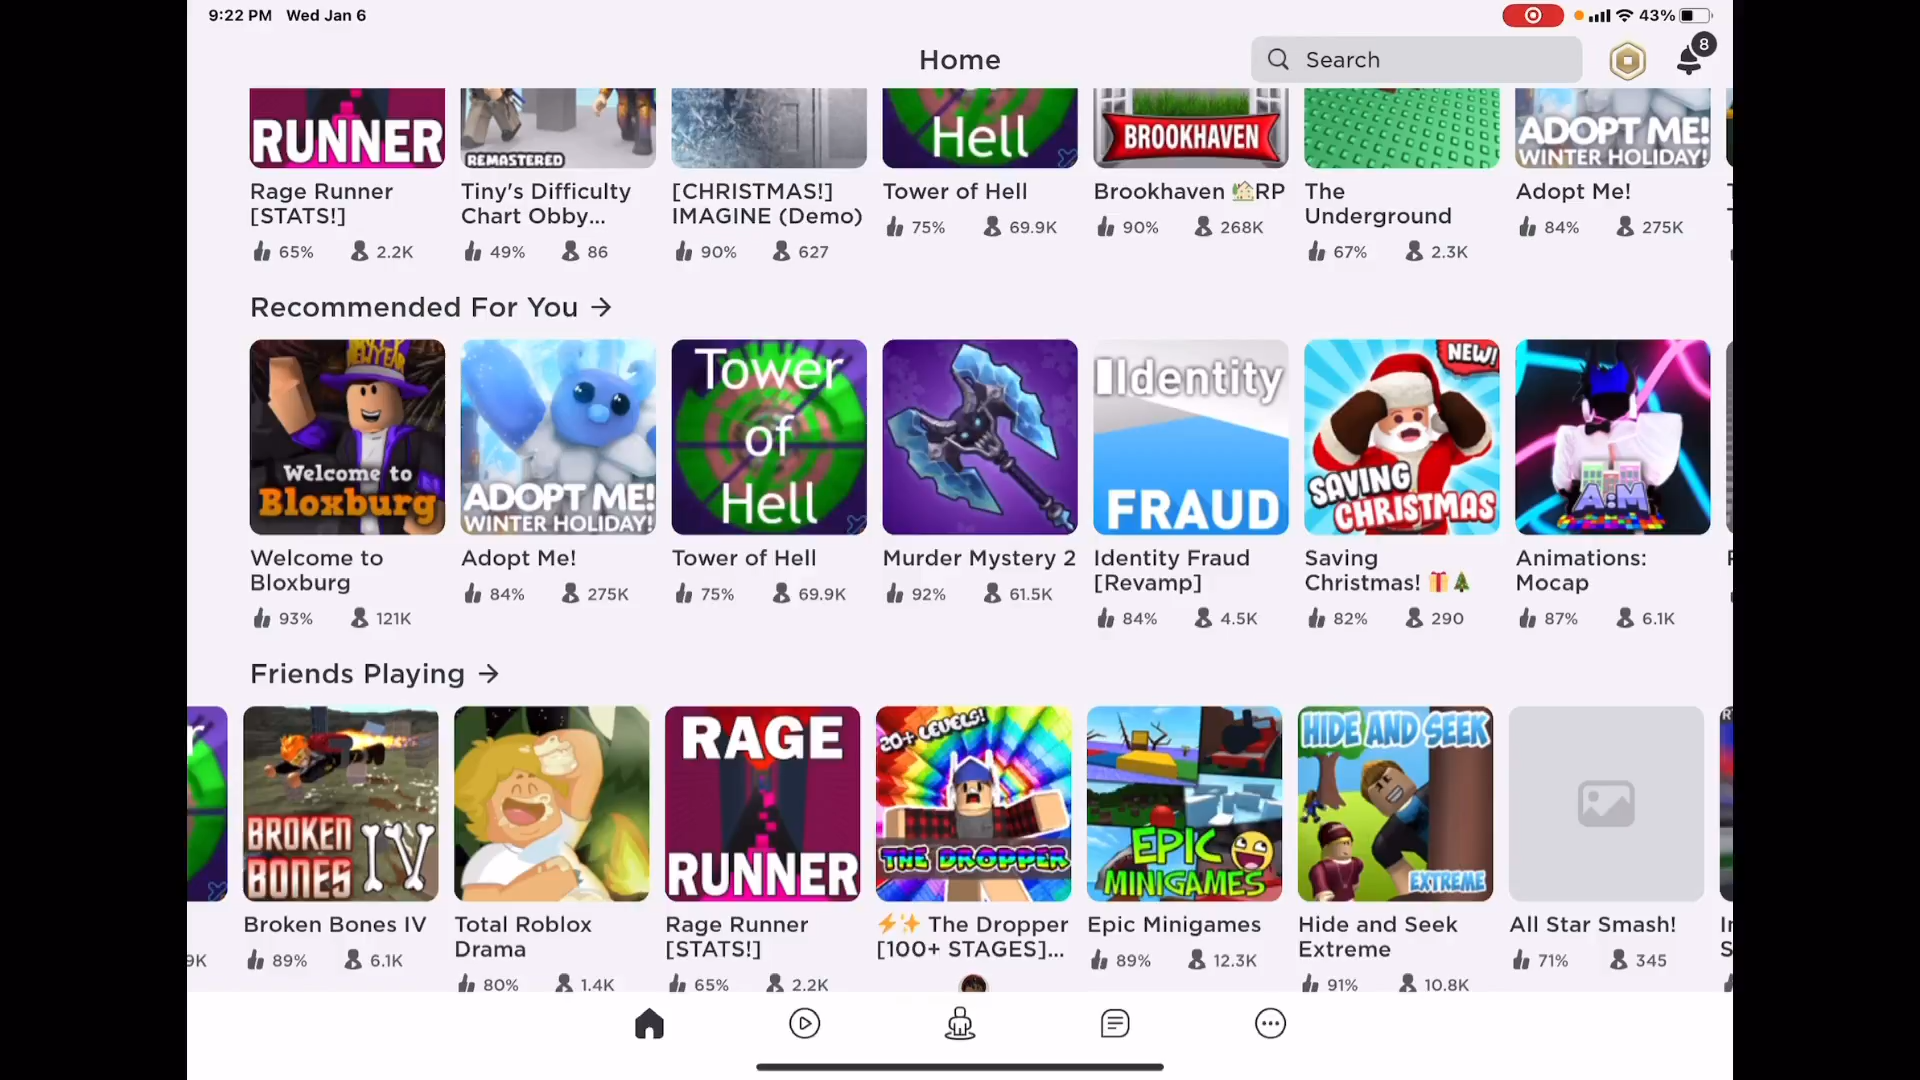 9:22 PM Wed Jan 6
43%
Home
Search
8
RUNNER
REMASTERED
Hell
BROOKHAVEN
ADOPT ME!
WINTER HOLIDAY!
Rage Runner
[STATS!]
65% 2.2K
Tiny's Difficulty
Chart Obby...
49% 86
[CHRISTMAS!]
IMAGINE (Demo)
90% 627
Tower of Hell
75% 69.9K
Brookhaven 🏡RP
90% 268K
The
Underground
67% 2.3K
Adopt Me!
84% 275K
Recommended For You →
Welcome to
Bloxburg
ADOPT ME!
WINTER HOLIDAY!
Tower
of
Hell
Identity
FRAUD
NEW!
SAVING
CHRISTMAS
A:M
Welcome to
Bloxburg
93% 121K
Adopt Me!
84% 275K
Tower of Hell
75% 69.9K
Murder Mystery 2
92% 61.5K
Identity Fraud
[Revamp]
84% 4.5K
Saving
Christmas! 🎁🎄
82% 290
Animations:
Mocap
87% 6.1K
Friends Playing →
BROKEN
BONES IV
RAGE
RUNNER
20+ LEVELS!
THE DROPPER
EPIC
MINIGAMES
HIDE AND SEEK
EXTREME
9K
Broken Bones IV
89% 6.1K
Total Roblox
Drama
80% 1.4K
Rage Runner
[STATS!]
65% 2.2K
⚡✨ The Dropper
[100+ STAGES]...
Epic Minigames
89% 12.3K
Hide and Seek
Extreme
91% 10.8K
All Star Smash!
71% 345